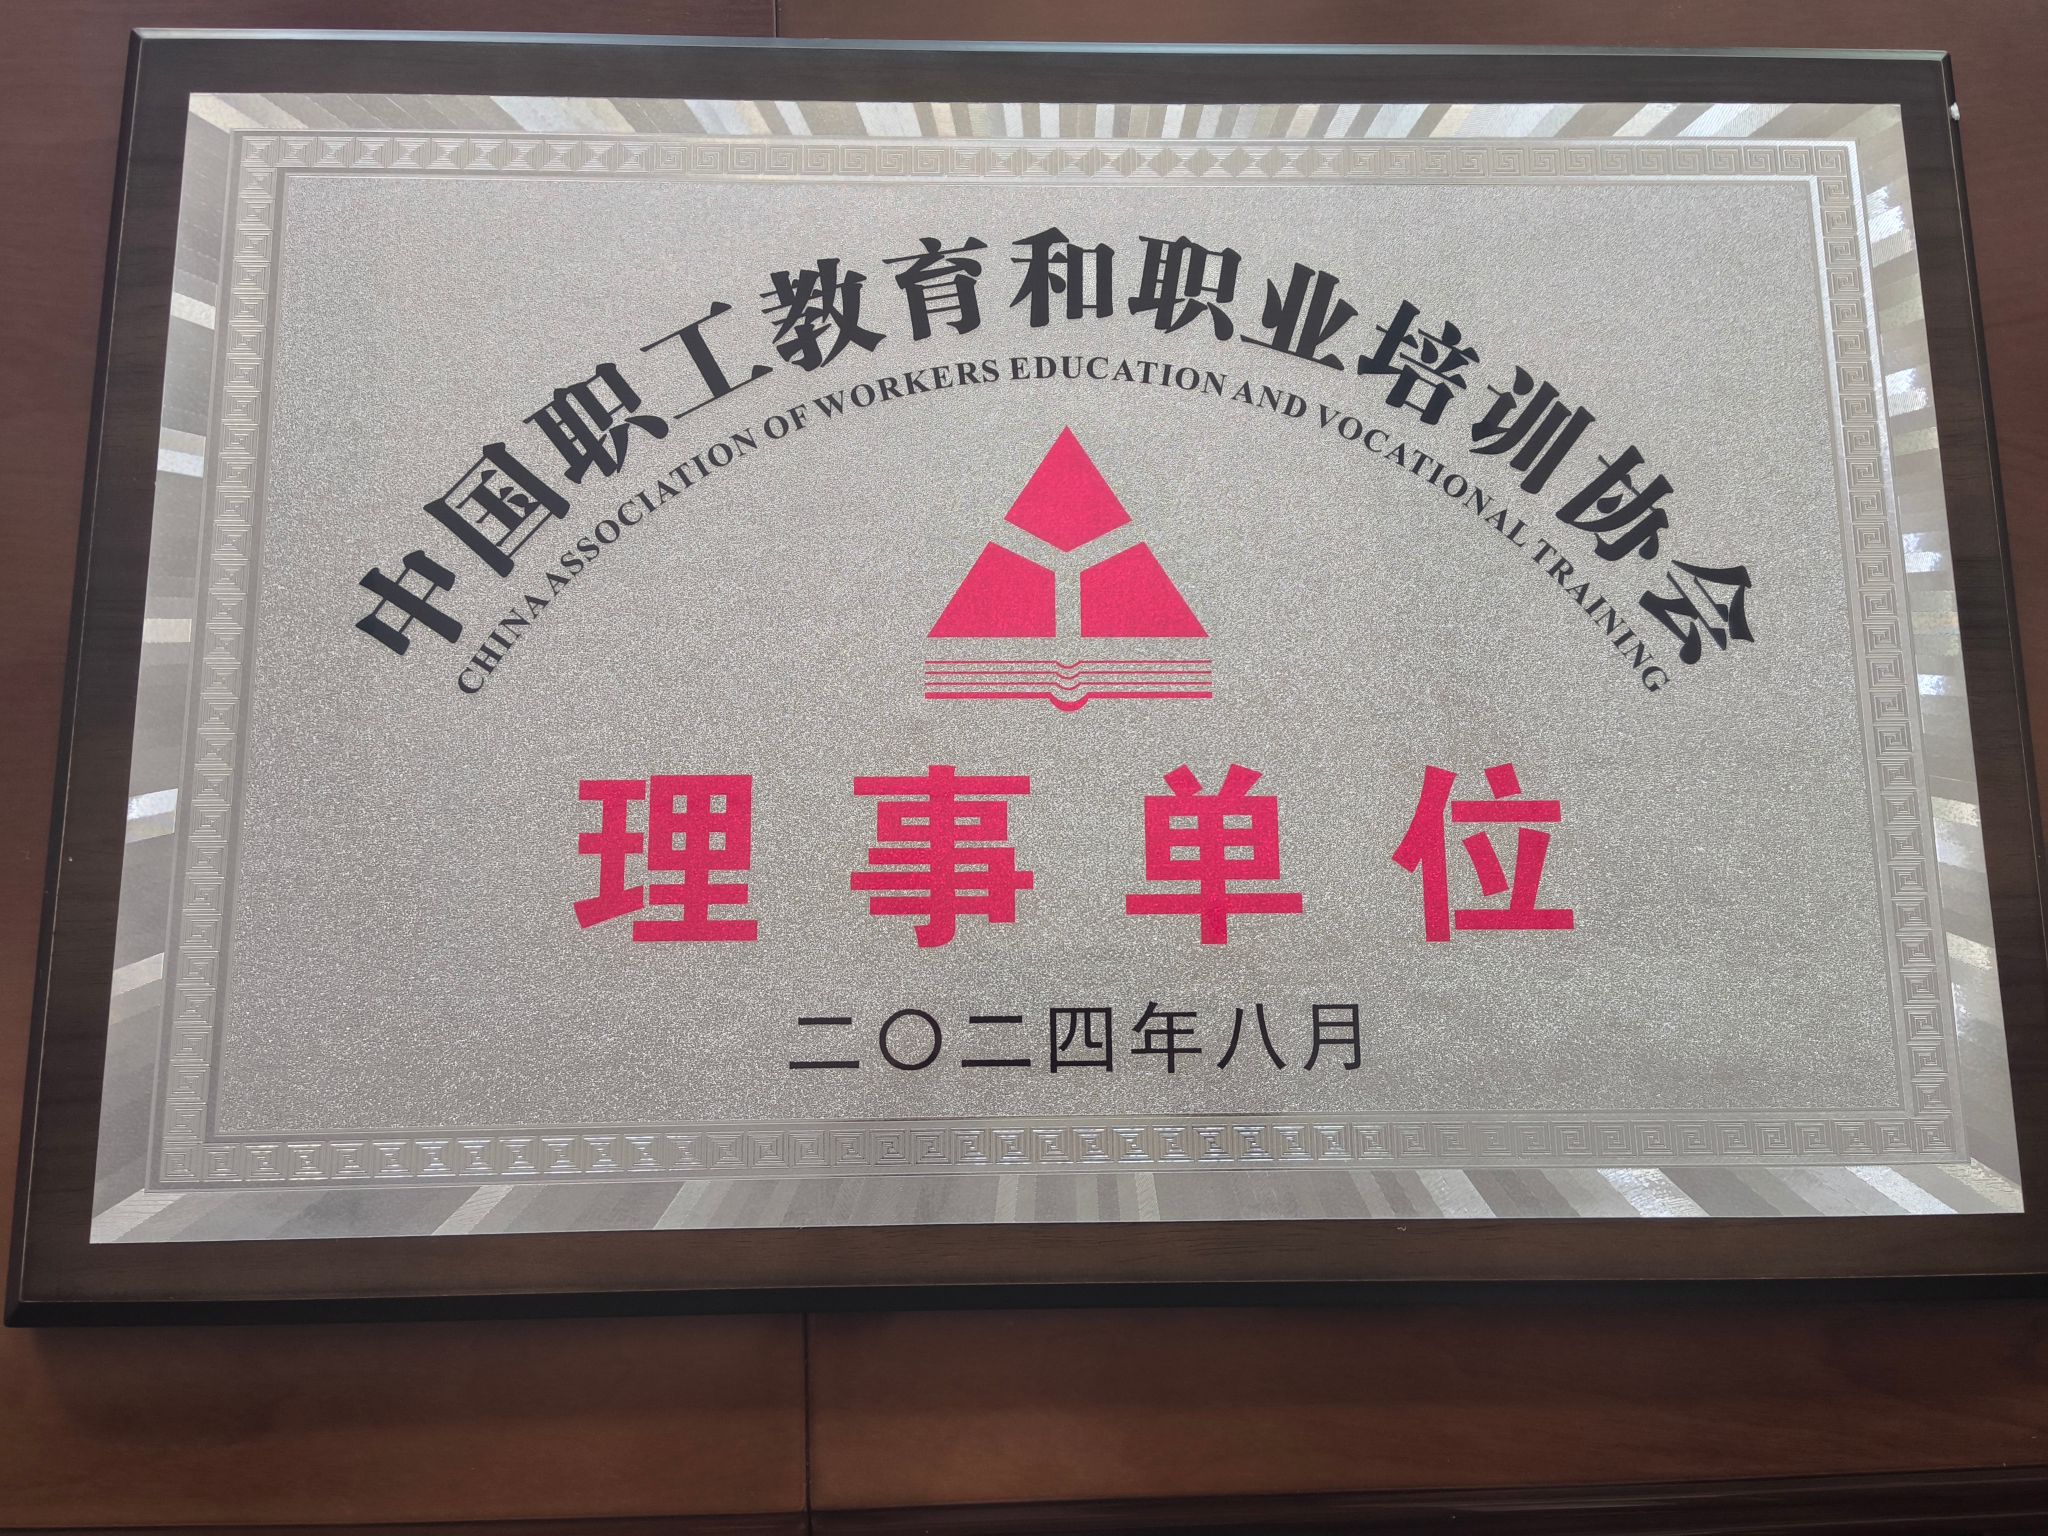 中国职工教育和职业培训协会
CHINA ASSOCIATION OF WORKERS EDUCATION AND VOCATIONAL TRAINING
理事单位
二〇二四年八月